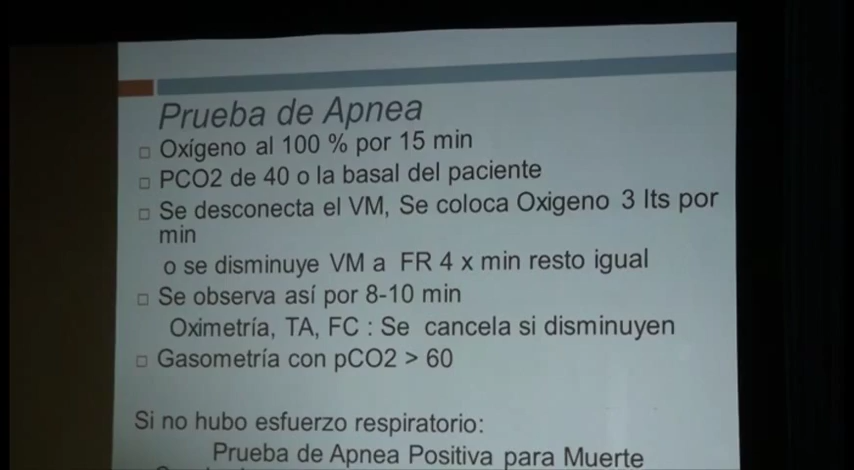 Prueba de Apnea
□ Oxígeno al 100 % por 15 min
□ PCO2 de 40 o la basal del paciente
□ Se desconecta el VM, Se coloca Oxigeno 3 lts por
min
o se disminuye VM a FR 4 x min resto igual
□ Se observa así por 8-10 min
Oximetría, TA, FC : Se cancela si disminuyen
□ Gasometría con pCO2 > 60
Si no hubo esfuerzo respiratorio:
Prueba de Apnea Positiva para Muerte